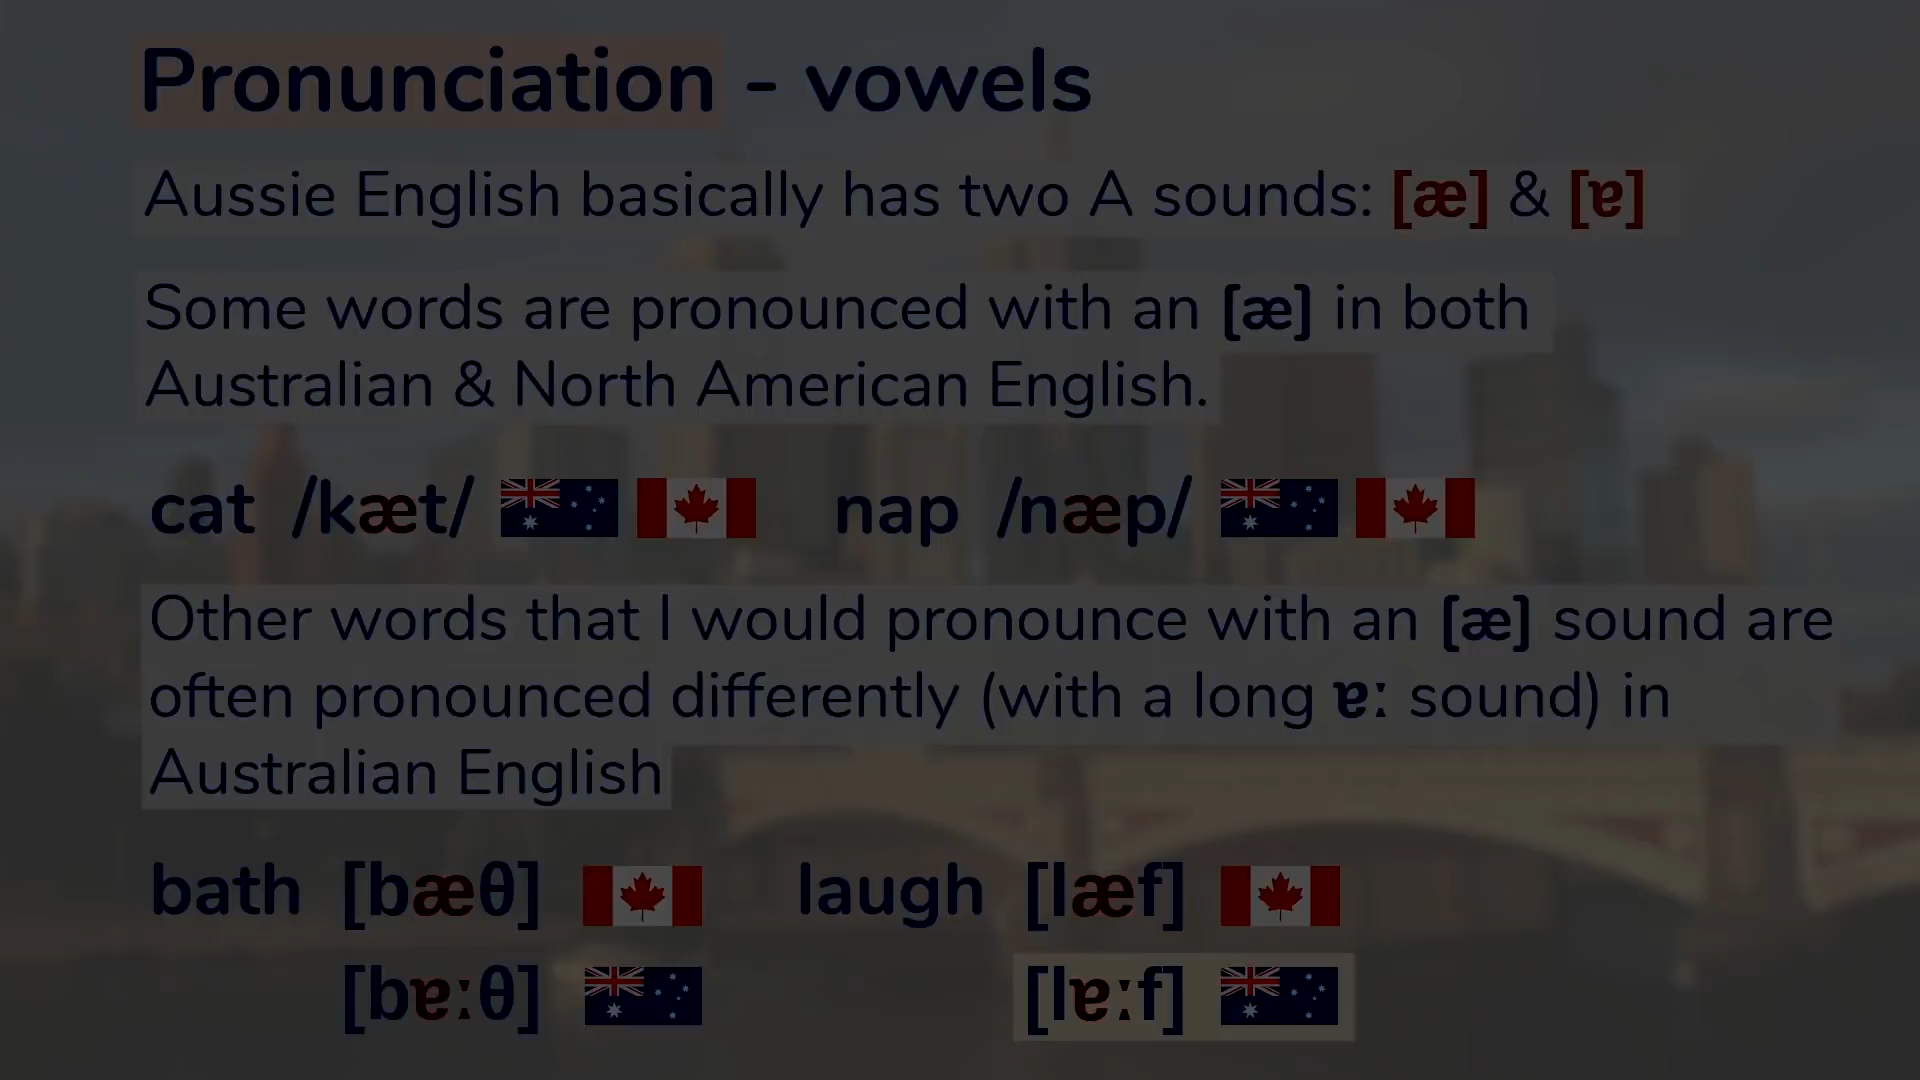 Pronunciation - vowels
Aussie English basically has two A sounds: [æ] & [ɐ]
Some words are pronounced with an [æ] in both
Australian & North American English.
cat /kæt/ nap /næp/
Other words that I would pronounce with an [æ] sound are
often pronounced differently (with a long ɐː sound) in
Australian English
bath [bæθ] laugh [læf]
[bɐːθ] [lɐːf]